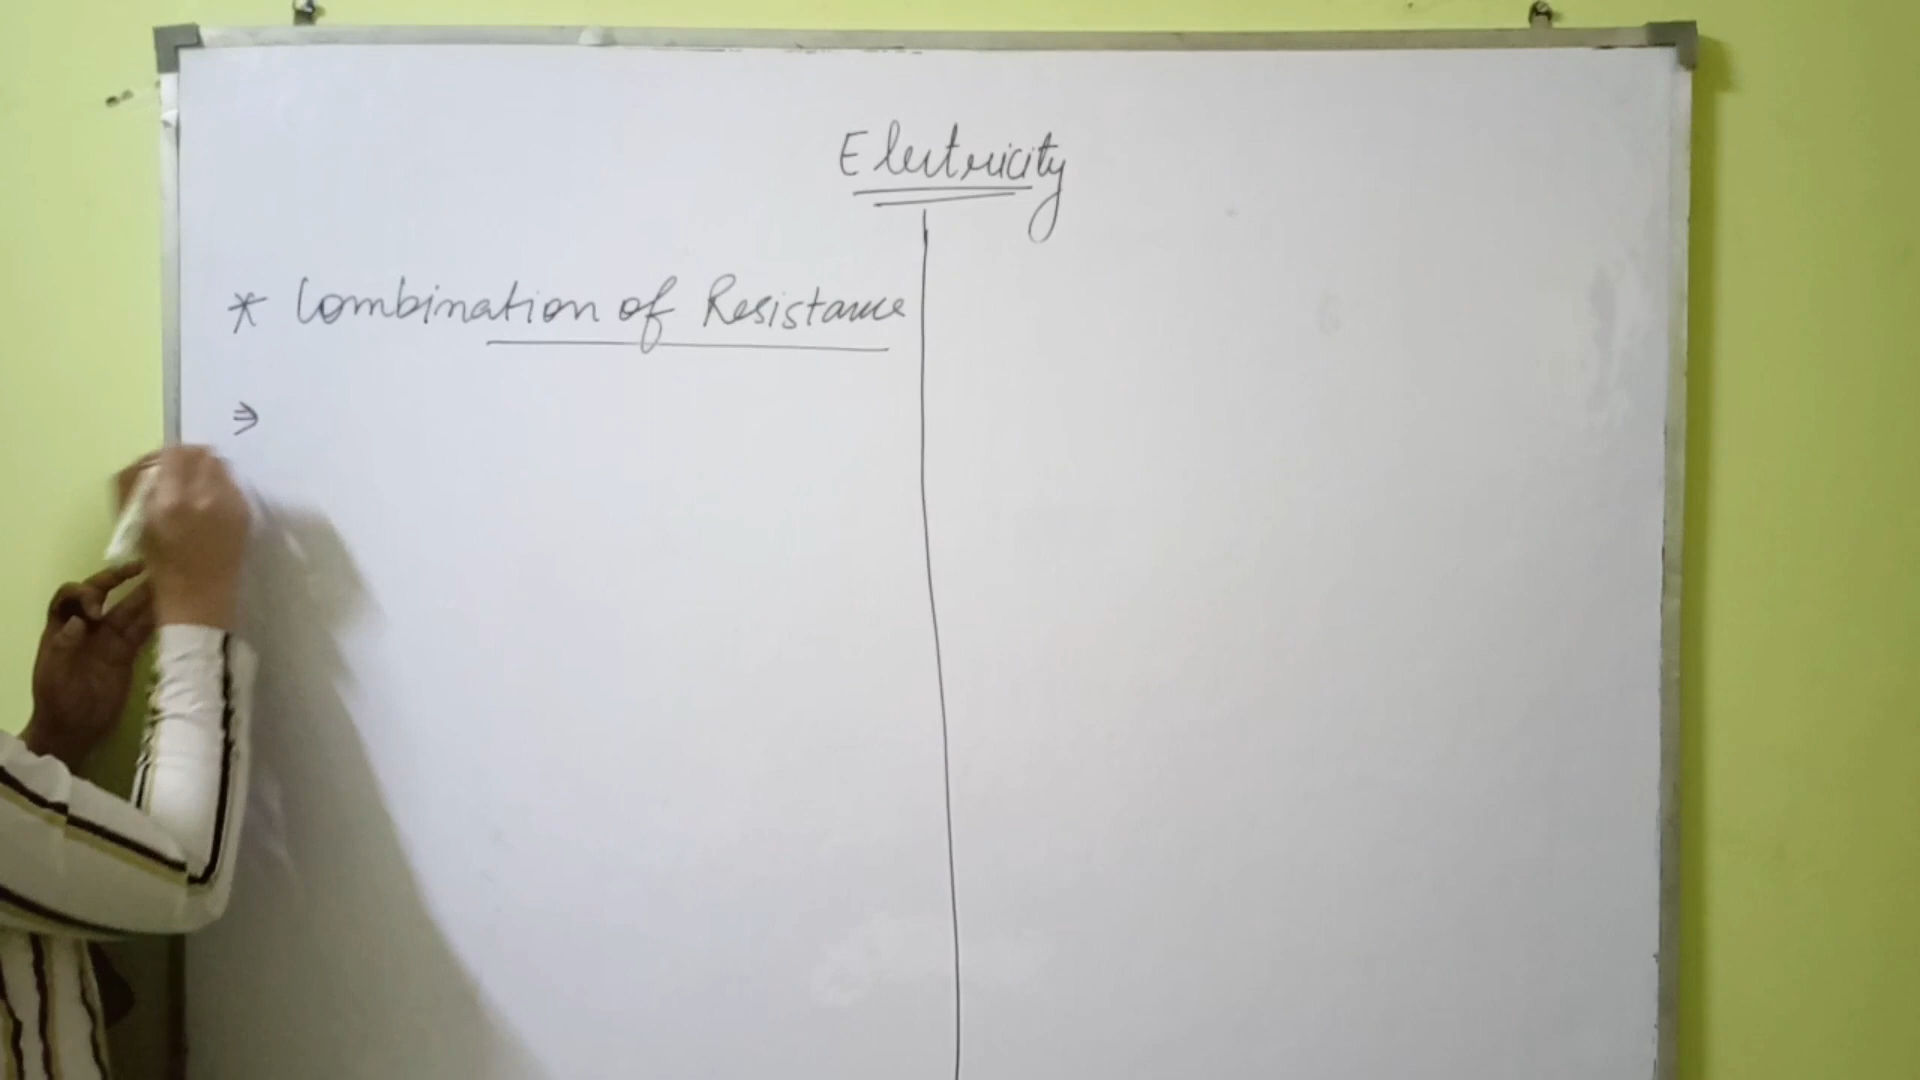 Electricity
* Combination of Resistance
⇒